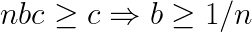 nbc ≥ c ⇒ b ≥ 1/n